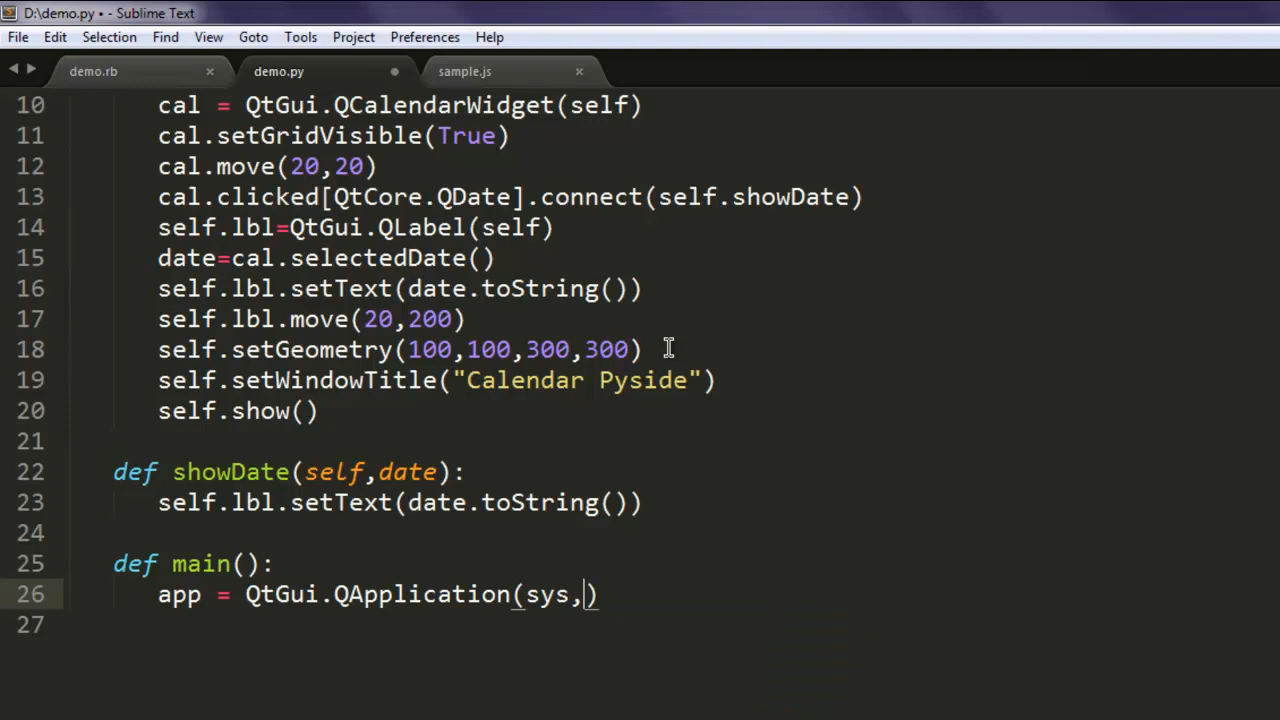 D:\demo.py • - Sublime Text
File Edit Selection Find View Goto Tools Project Preferences Help
demo.rb × demo.py sample.js ×
10 cal = QtGui.QCalendarWidget(self)
11 cal.setGridVisible(True)
12 cal.move(20,20)
13 cal.clicked[QtCore.QDate].connect(self.showDate)
14 self.lbl=QtGui.QLabel(self)
15 date=cal.selectedDate()
16 self.lbl.setText(date.toString())
17 self.lbl.move(20,200)
18 self.setGeometry(100,100,300,300)
19 self.setWindowTitle("Calendar Pyside")
20 self.show()
21
22 def showDate(self,date):
23 self.lbl.setText(date.toString())
24
25 def main():
26 app = QtGui.QApplication(sys,)
27